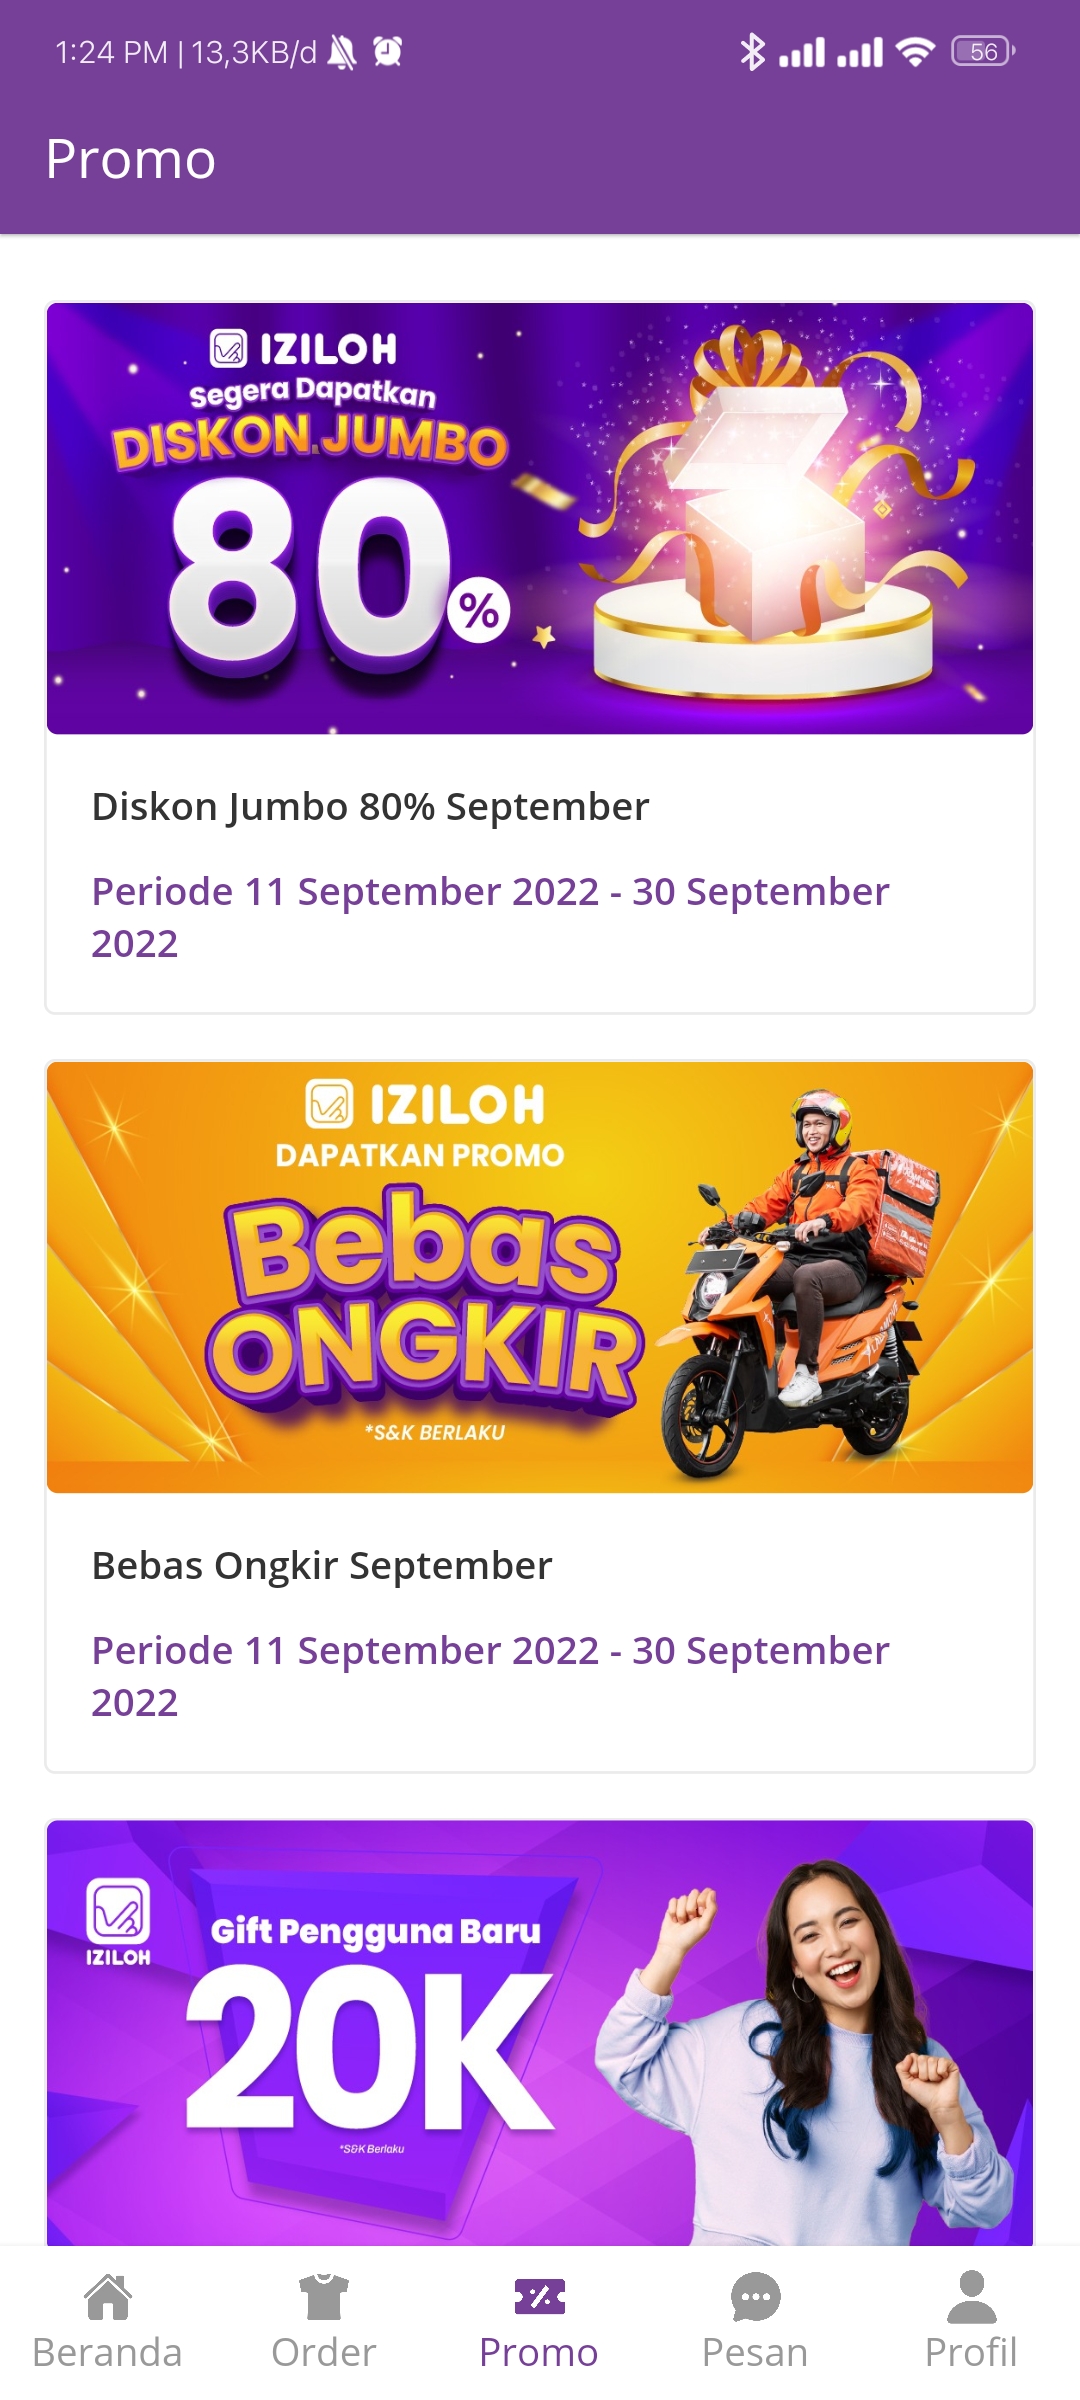 1:24 PM | 13,3KB/d
56
Promo
IZILOH
Segera Dapatkan
DISKON JUMBO
80%
Diskon Jumbo 80% September
Periode 11 September 2022 - 30 September
2022
IZILOH
DAPATKAN PROMO
Bebas
ONGKIR
*S&K BERLAKU
Bebas Ongkir September
Periode 11 September 2022 - 30 September
2022
IZILOH
Gift Pengguna Baru
20K
*S&K Berlaku
Beranda
Order
Promo
Pesan
Profil